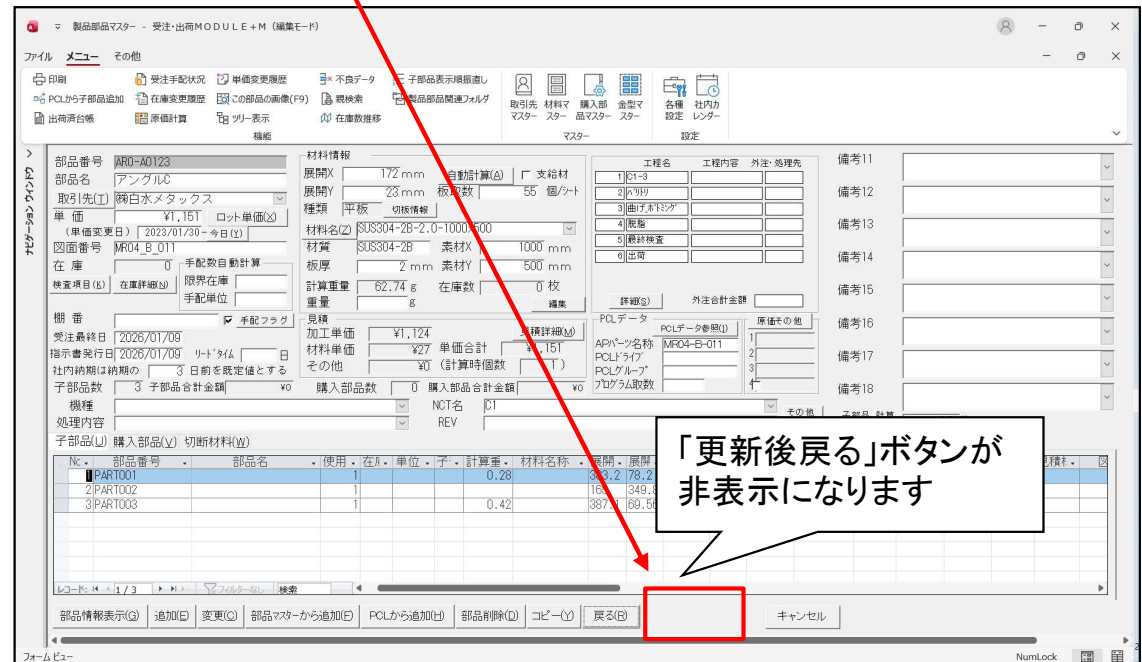 製品部品マスター - 受注・出荷MODULE+M (編集モード)
ファイル メニュー その他
印刷 受注手配状況 単価変更履歴 不良データ 子部品表示順振直し
PCLから子部品追加 在庫変更履歴 この部品の画像(F9) 親検索 製品部品関連フォルダ
出荷済台帳 原価計算 ツリー表示 在庫数推移
取引先マスター 材料マスター 購入部品マスター 金型マスター 各種設定 社内カレンダー
機能 マスター 設定
ナビゲーション ウィンドウ
部品番号 ARO-A0123
部品名 アングルC
取引先(T) ㈱白水メタックス
単価 ¥1,151 ロット単価(X)
(単価変更日) 2023/01/30 - 今日(Y)
図面番号 MR04_B_011
在庫 0 手配数自動計算
検査項目(K) 在庫詳細(N) 限界在庫
手配単位
棚番 手配フラグ
受注最終日 2026/01/09
指示書発行日 2026/01/09 リードタイム 日
社内納期は納期の 3 日前を既定値とする
子部品数 3 子部品合計金額 ¥0 購入部品数 0 購入部品合計金額 ¥0
機種 NCT名 C1
処理内容 REV
材料情報
展開X 172 mm 自動計算(A) 支給材
展開Y 23 mm 板取数 55 個/シート
種類 平板 切板情報
材料名(Z) SUS304-2B-2.0-1000×500
材質 SUS304-2B 素材X 1000 mm
板厚 2 mm 素材Y 500 mm
計算重量 62.74 g 在庫数 0 枚
重量 g 編集
見積
加工単価 ¥1,124 見積詳細(M)
材料単価 ¥27 単価合計 ¥1,151
その他 ¥0 (計算時個数 1)
工程名 工程内容 外注・処理先
1 C1-3
2 バリトリ
3 曲げ,ボトミング
4 脱脂
5 最終検査
6 出荷
詳細(S) 外注合計金額
PCLデータ PCLデータ参照(J) 原価その他
APパーツ名称 MR04-B-011 1
PCLドライブ 2
PCLグループ 3
プログラム取数 4
備考11
備考12
備考13
備考14
備考15
備考16
備考17
備考18
その他
子部品(U) 購入部品(V) 切断材料(W)
部品番号 部品名 使用 単位 計算重 材料名称 展開 展開
1 PART001 1 0.28 78.2
2 PART002 1 349.8
3 PART003 1 0.42 69.56
レコード: 1 / 3 フィルターなし 検索
「更新後戻る」ボタンが
非表示になります
部品情報表示(G) 追加(E) 変更(C) 部品マスターから追加(F) PCLから追加(H) 部品削除(D) コピー(Y) 戻る(R) キャンセル
フォーム ビュー NumLock